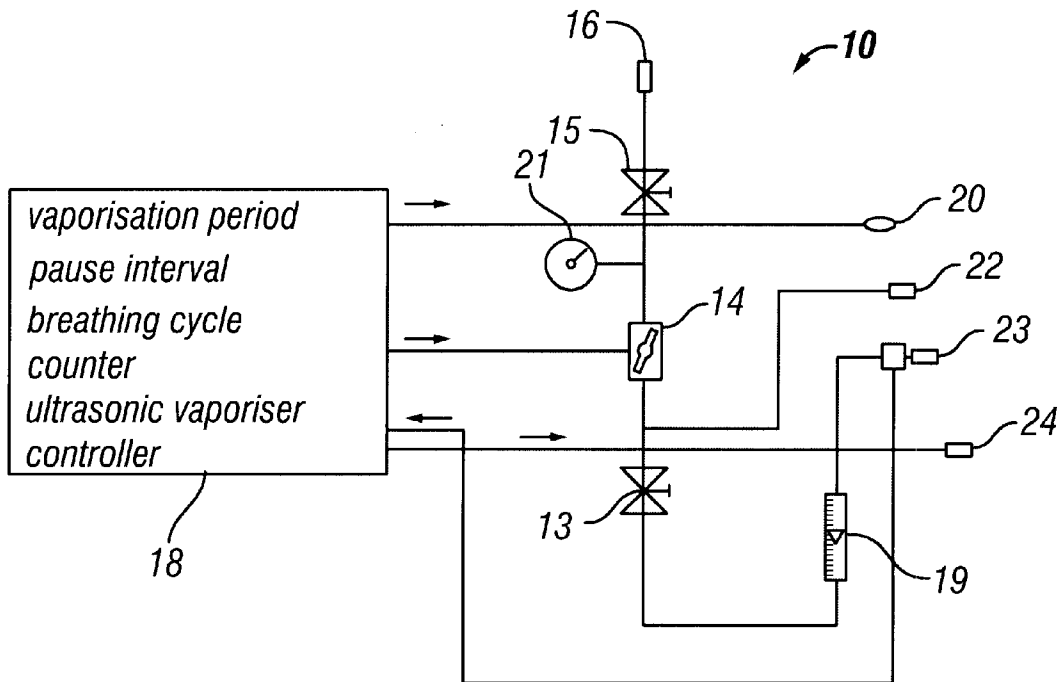 16
10
15
21
20
vaporisation period
pause interval
breathing cycle
counter
ultrasonic vaporiser
controller
22
14
23
24
13
19
18